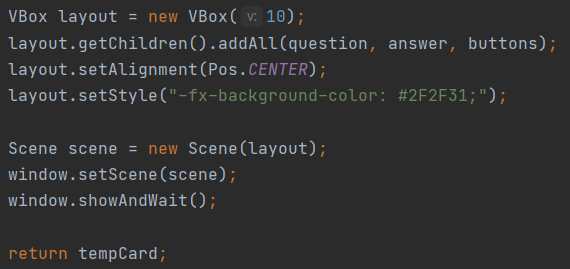 VBox layout = new VBox( v: 10);
layout.getChildren().addAll(question, answer, buttons);
layout.setAlignment(Pos.CENTER);
layout.setStyle("-fx-background-color: #2F2F31;");
Scene scene = new Scene(layout);
window.setScene(scene);
window.showAndWait();
return tempCard;